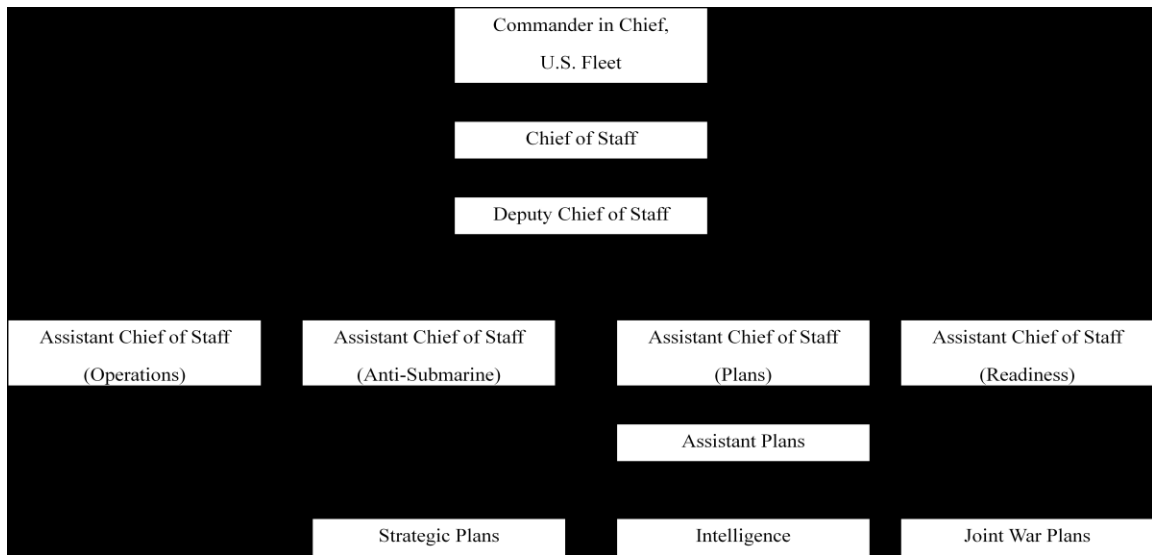 Commander in Chief,
U.S. Fleet
Chief of Staff
Deputy Chief of Staff
Assistant Chief of Staff
(Operations)
Assistant Chief of Staff
(Anti-Submarine)
Assistant Chief of Staff
(Plans)
Assistant Chief of Staff
(Readiness)
Assistant Plans
Strategic Plans
Intelligence
Joint War Plans